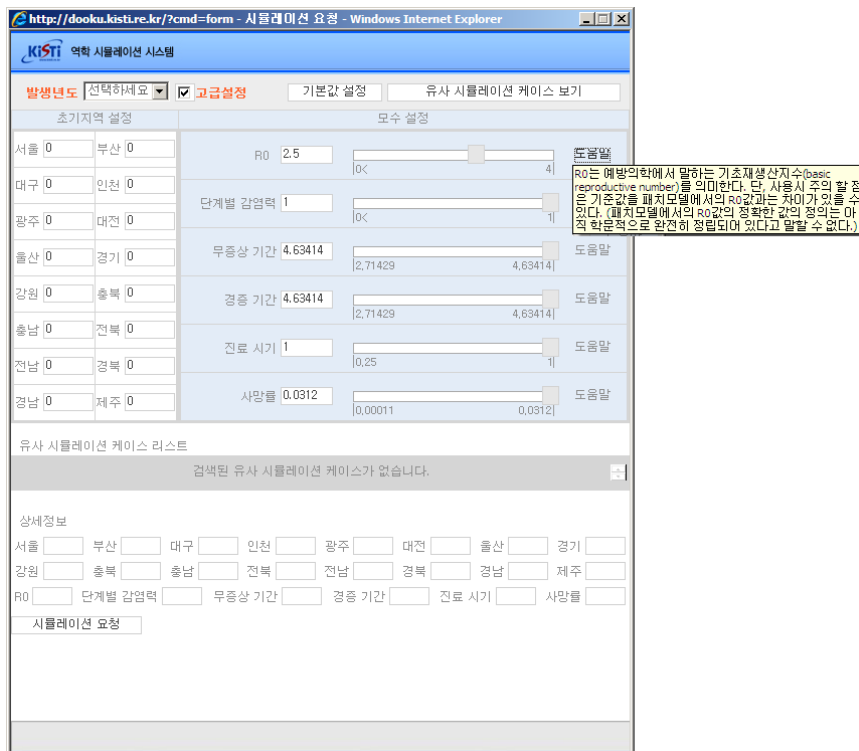 http://dooku.kisti.re.kr/?cmd=form - 시뮬레이션 요청 - Windows Internet Explorer
KiSTi 역학 시뮬레이션 시스템
발생년도 선택하세요 고급설정 기본값 설정 유사 시뮬레이션 케이스 보기
초기지역 설정 모수 설정
서울 0 부산 0
대구 0 인천 0
광주 0 대전 0
울산 0 경기 0
강원 0 충북 0
충남 0 전북 0
전남 0 경북 0
경남 0 제주 0
R0 2.5 도움말
0< 4
단계별 감염력 1
0< 1
무증상 기간 4.63414 도움말
2.71429 4.63414
경증 기간 4.63414 도움말
2.71429 4.63414
진료 시기 1 도움말
0.25 1
사망률 0.0312 도움말
0.00011 0.0312
R0는 예방의학에서 말하는 기초재생산지수(basic
reproductive number)를 의미한다. 단, 사용시 주의 할 점
은 기준값을 패치모델에서의 R0값과는 차이가 있을 수
있다. (패치모델에서의 R0값의 정확한 값의 정의는 아
직 학문적으로 완전히 정립되어 있다고 말할 수 없다.)
유사 시뮬레이션 케이스 리스트
검색된 유사 시뮬레이션 케이스가 없습니다.
상세정보
서울 부산 대구 인천 광주 대전 울산 경기
강원 충북 충남 전북 전남 경북 경남 제주
R0 단계별 감염력 무증상 기간 경증 기간 진료 시기 사망률
시뮬레이션 요청